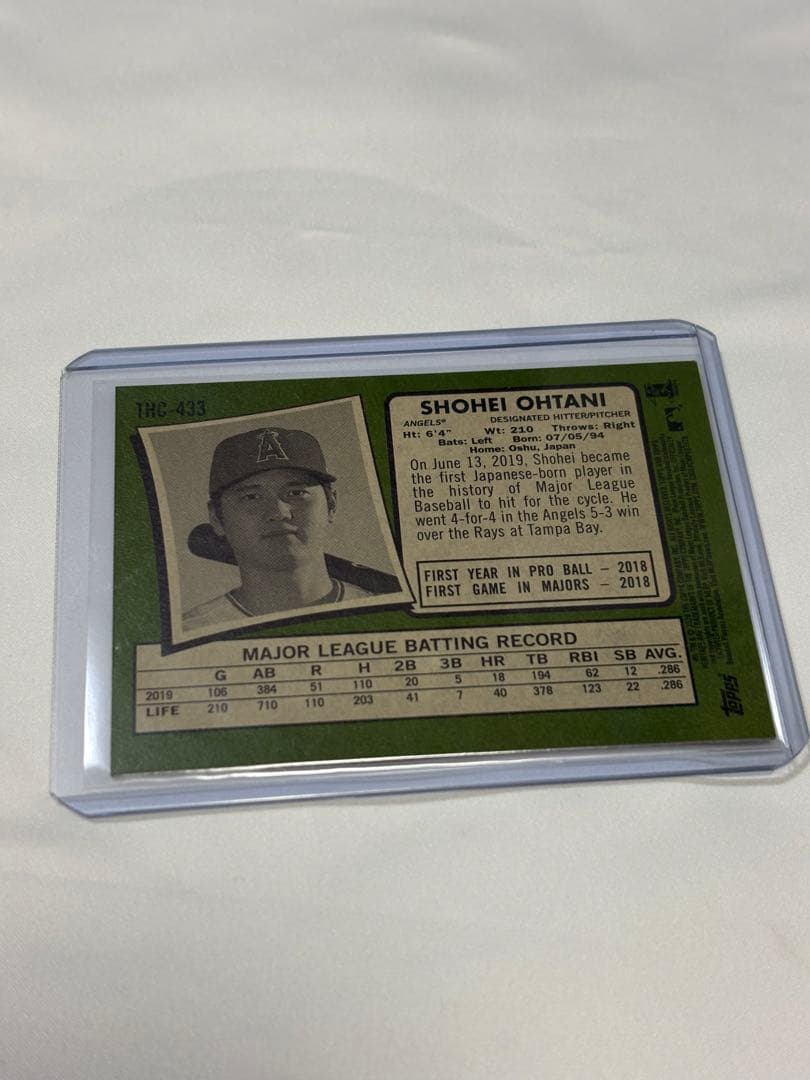 THC-433
A
SHOHEI OHTANI
ANGELS® DESIGNATED HITTER/PITCHER
Ht: 6'4" Wt: 210 Throws: Right
Bats: Left Born: 07/05/94
Home: Oshu, Japan
On June 13, 2019, Shohei became
the first Japanese-born player in
the history of Major League
Baseball to hit for the cycle. He
went 4-for-4 in the Angels 5-3 win
over the Rays at Tampa Bay.
FIRST YEAR IN PRO BALL – 2018
FIRST GAME IN MAJORS – 2018
MAJOR LEAGUE BATTING RECORD
G AB R H 2B 3B HR TB RBI SB AVG.
2019 106 384 51 110 20 5 18 194 62 12 .286
LIFE 210 710 110 203 41 7 40 378 123 22 .286
topps